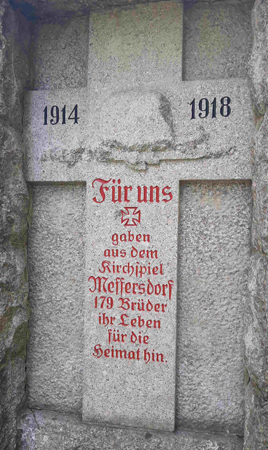 1914 1918
Für uns
gaben
aus dem
Kirchspiel
Meffersdorf
179 Brüder
ihr Leben
für die
Heimat hin.